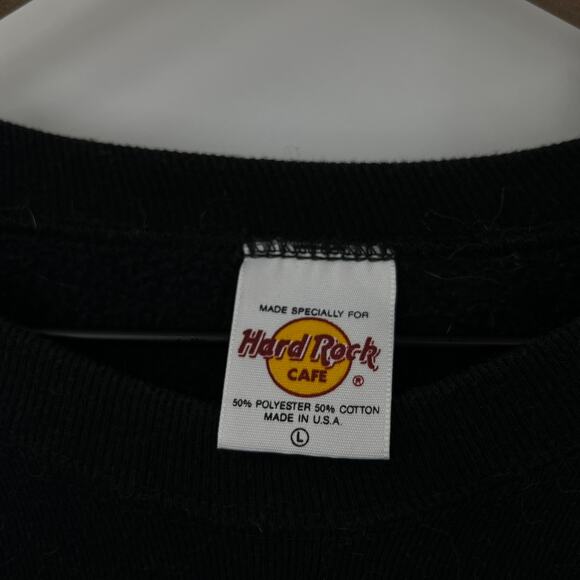 MADE SPECIALLY FOR
Hard Rock
CAFE ®
50% POLYESTER 50% COTTON
MADE IN U.S.A.
L